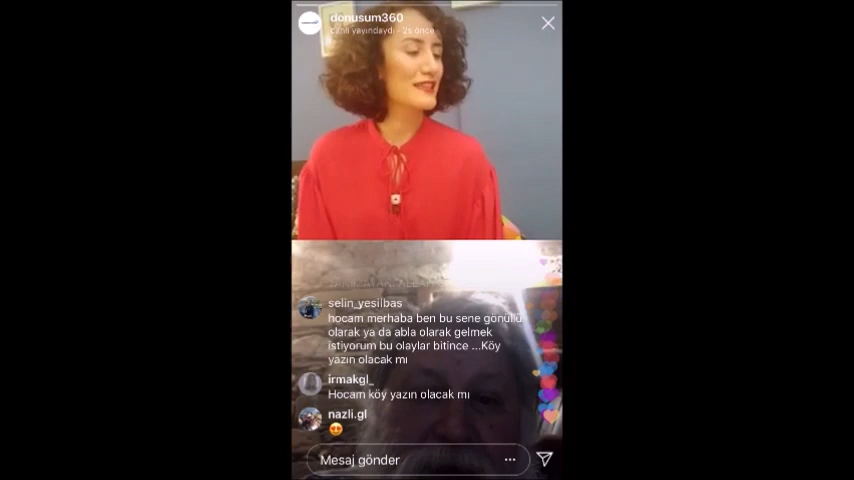 donusum360
canlı yayındaydı • 2s önce
selin_yesilbas
hocam merhaba ben bu sene gönüllü
olarak ya da abla olarak gelmek
istiyorum bu olaylar bitince ...Köy
yazın olacak mı
irmakgl_
Hocam köy yazın olacak mı
nazli.gl
😍
Mesaj gönder